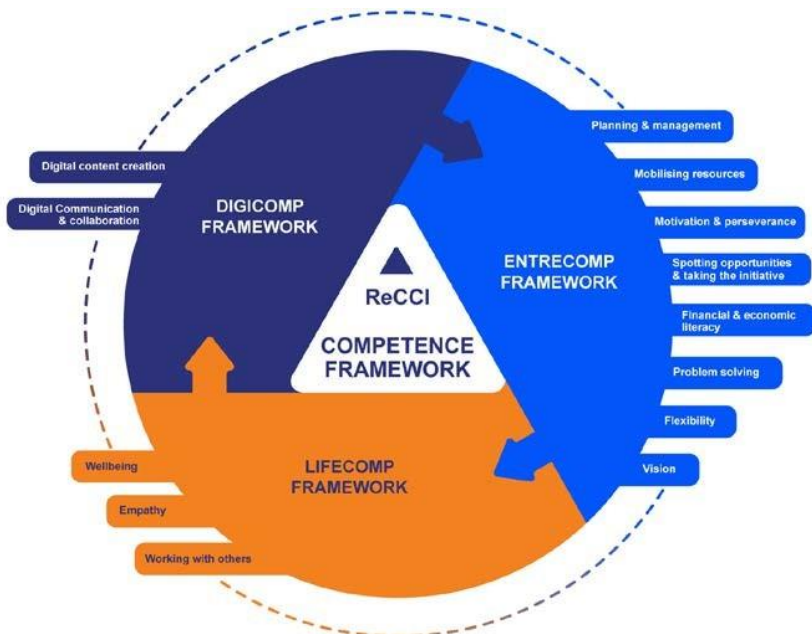 Digital content creation
Digital Communication
& collaboration
DIGICOMP
FRAMEWORK
ReCCI
COMPETENCE
FRAMEWORK
ENTRECOMP
FRAMEWORK
Planning & management
Mobilising resources
Motivation & perseverance
Spotting opportunities
& taking the initiative
Financial & economic
literacy
Problem solving
Flexibility
Vision
LIFECOMP
FRAMEWORK
Wellbeing
Empathy
Working with others